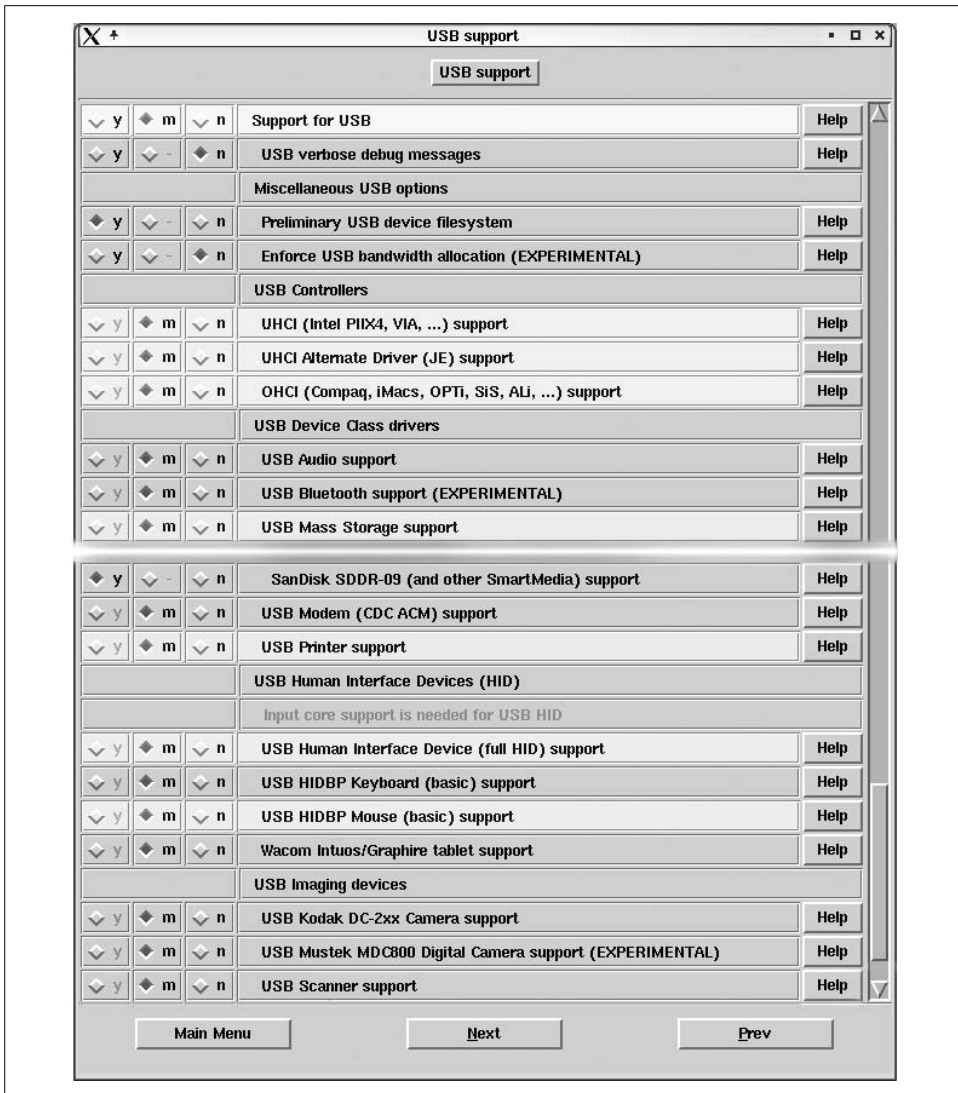 X USB support
USB support
y m n Support for USB Help
y - n USB verbose debug messages Help
Miscellaneous USB options
y - n Preliminary USB device filesystem Help
y - n Enforce USB bandwidth allocation (EXPERIMENTAL) Help
USB Controllers
y m n UHCI (Intel PIIX4, VIA, ...) support Help
y m n UHCI Alternate Driver (JE) support Help
y m n OHCI (Compaq, iMacs, OPTi, SiS, ALi, ...) support Help
USB Device Class drivers
y m n USB Audio support Help
y m n USB Bluetooth support (EXPERIMENTAL) Help
y m n USB Mass Storage support
y - n SanDisk SDDR-09 (and other SmartMedia) support Help
y m n USB Modem (CDC ACM) support Help
y m n USB Printer support Help
USB Human Interface Devices (HID)
Input core support is needed for USB HID
y m n USB Human Interface Device (full HID) support Help
y m n USB HIDBP Keyboard (basic) support Help
y m n USB HIDBP Mouse (basic) support Help
y m n Wacom Intuos/Graphire tablet support Help
USB Imaging devices
y m n USB Kodak DC-2xx Camera support Help
y m n USB Mustek MDC800 Digital Camera support (EXPERIMENTAL) Help
y m n USB Scanner support Help
Main Menu Next Prev